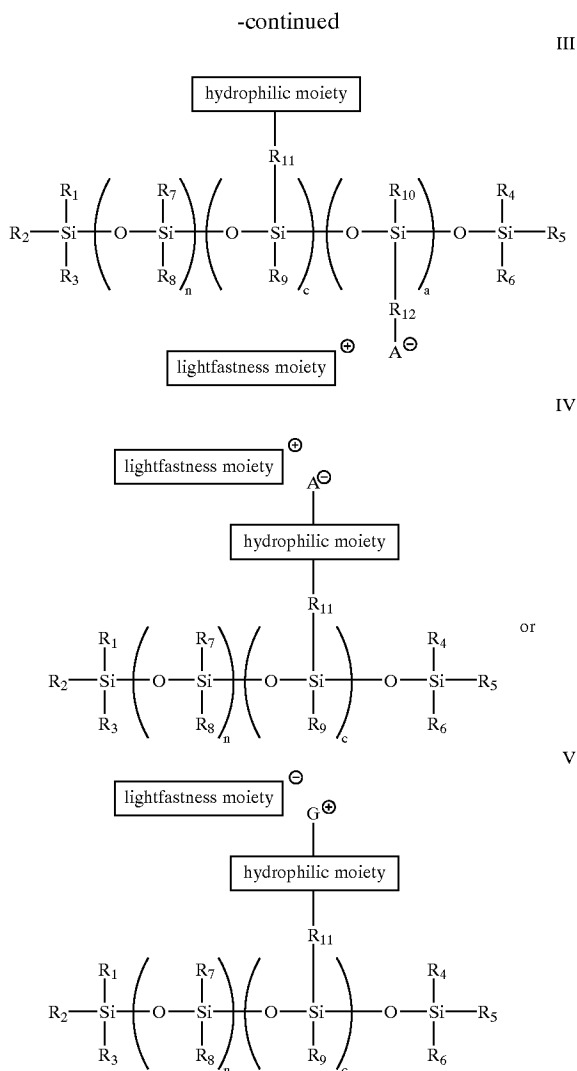 -continued
III
hydrophilic moiety
R11
R1 R7 R10 R4
R2—Si—O—Si—O—Si—O—Si—O—Si—R5
R3 R8 n R9 c a R6
R12
lightfastness moiety ⊕ A⊖
IV
lightfastness moiety ⊕
A⊖
hydrophilic moiety
R11
or
R1 R7 R4
R2—Si—O—Si—O—Si—O—Si—R5
R3 R8 n R9 c R6
V
lightfastness moiety ⊖
G⊕
hydrophilic moiety
R11
R1 R7 R4
R2—Si—O—Si—O—Si—O—Si—R5
R3 R8 n R9 c R6